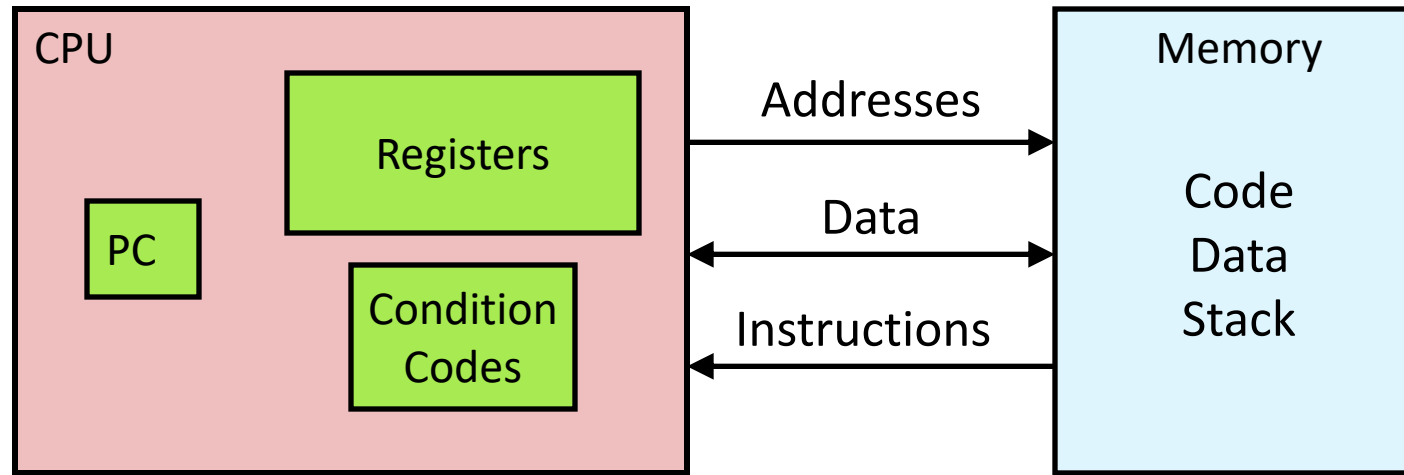 CPU
Registers
PC
Condition
Codes
Addresses
Data
Instructions
Memory
Code
Data
Stack